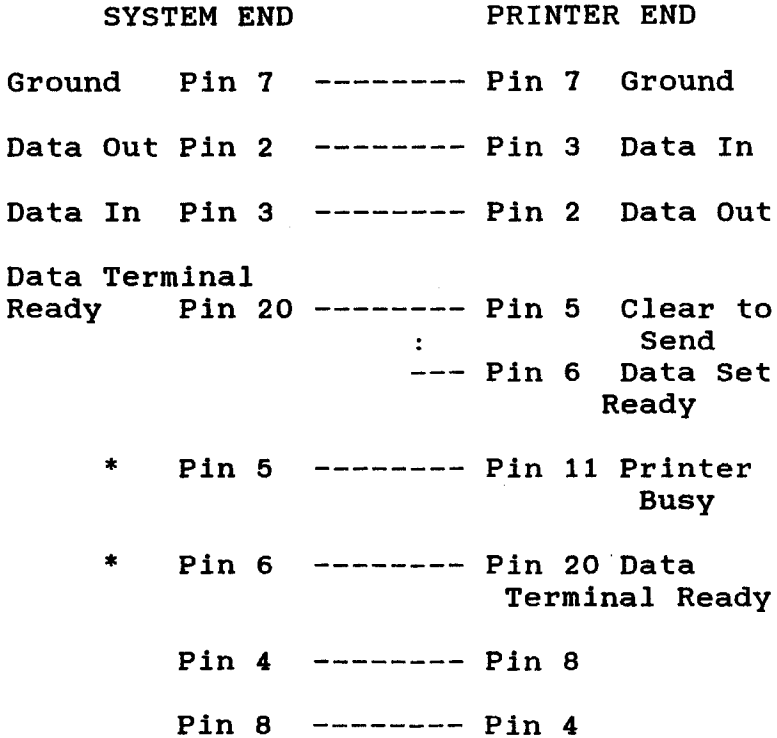 SYSTEM END PRINTER END
Ground Pin 7 -------- Pin 7 Ground
Data Out Pin 2 -------- Pin 3 Data In
Data In Pin 3 -------- Pin 2 Data Out
Data Terminal
Ready Pin 20 -------- Pin 5 Clear to
: Send
--- Pin 6 Data Set
Ready
* Pin 5 -------- Pin 11 Printer
Busy
* Pin 6 -------- Pin 20 Data
Terminal Ready
Pin 4 -------- Pin 8
Pin 8 -------- Pin 4